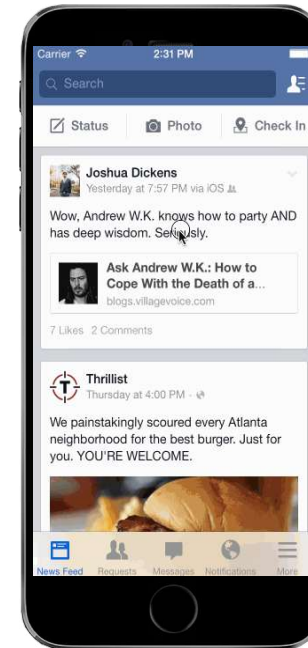 Carrier 2:31 PM
Search
Status Photo Check In
Joshua Dickens
Yesterday at 7:57 PM via iOS
Wow, Andrew W.K. knows how to party AND
has deep wisdom. Seriously.
Ask Andrew W.K.: How to
Cope With the Death of a...
blogs.villagevoice.com
7 Likes 2 Comments
T
Thrillist
Thursday at 4:00 PM -
We painstakingly scoured every Atlanta
neighborhood for the best burger. Just for
you. YOU'RE WELCOME.
News Feed Requests Messages Notifications More